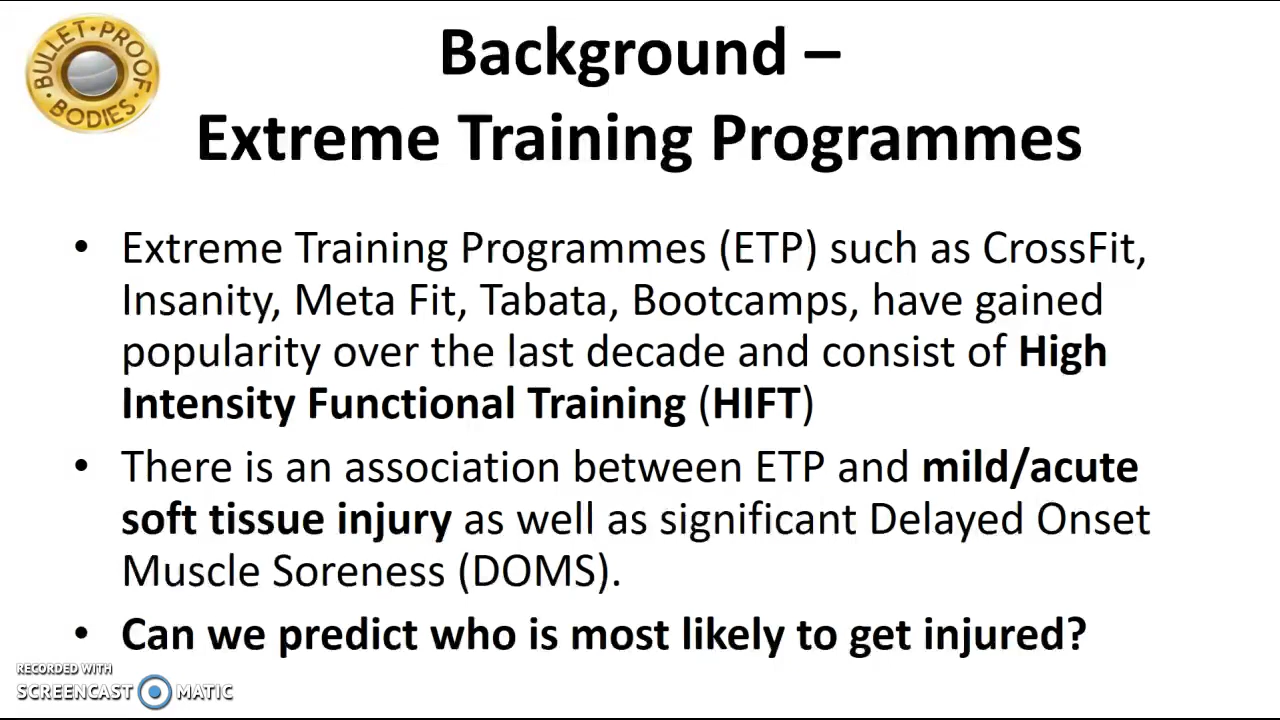 BULLET·PROOF
BODIES
Background –
Extreme Training Programmes
• Extreme Training Programmes (ETP) such as CrossFit,
Insanity, Meta Fit, Tabata, Bootcamps, have gained
popularity over the last decade and consist of High
Intensity Functional Training (HIFT)
• There is an association between ETP and mild/acute
soft tissue injury as well as significant Delayed Onset
Muscle Soreness (DOMS).
• Can we predict who is most likely to get injured?
RECORDED WITH
SCREENCAST MATIC